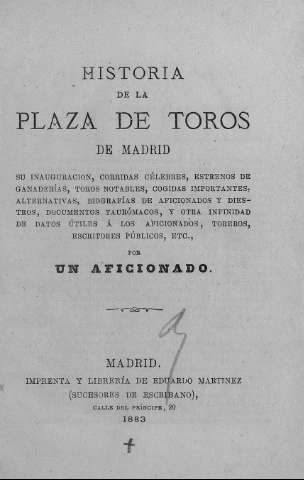 HISTORIA
DE LA
PLAZA DE TOROS
DE MADRID
SU INAUGURACION, CORRIDAS CÉLEBRES, ESTRENOS DE
GANADERÍAS, TOROS NOTABLES, COGIDAS IMPORTANTES,
ALTERNATIVAS, BIOGRAFÍAS DE AFICIONADOS Y DIES-
TROS, DOCUMENTOS TAURÓMACOS, Y OTRA INFINIDAD
DE DATOS ÚTILES Á LOS AFICIONADOS, TOREROS,
ESCRITORES PÚBLICOS, ETC.,
POR
UN AFICIONADO.
MADRID.
IMPRENTA Y LIBRERÍA DE EDUARDO MARTINEZ
(SUCESORES DE ESCRIBANO),
CALLE DEL PRÍNCIPE, 20
1883